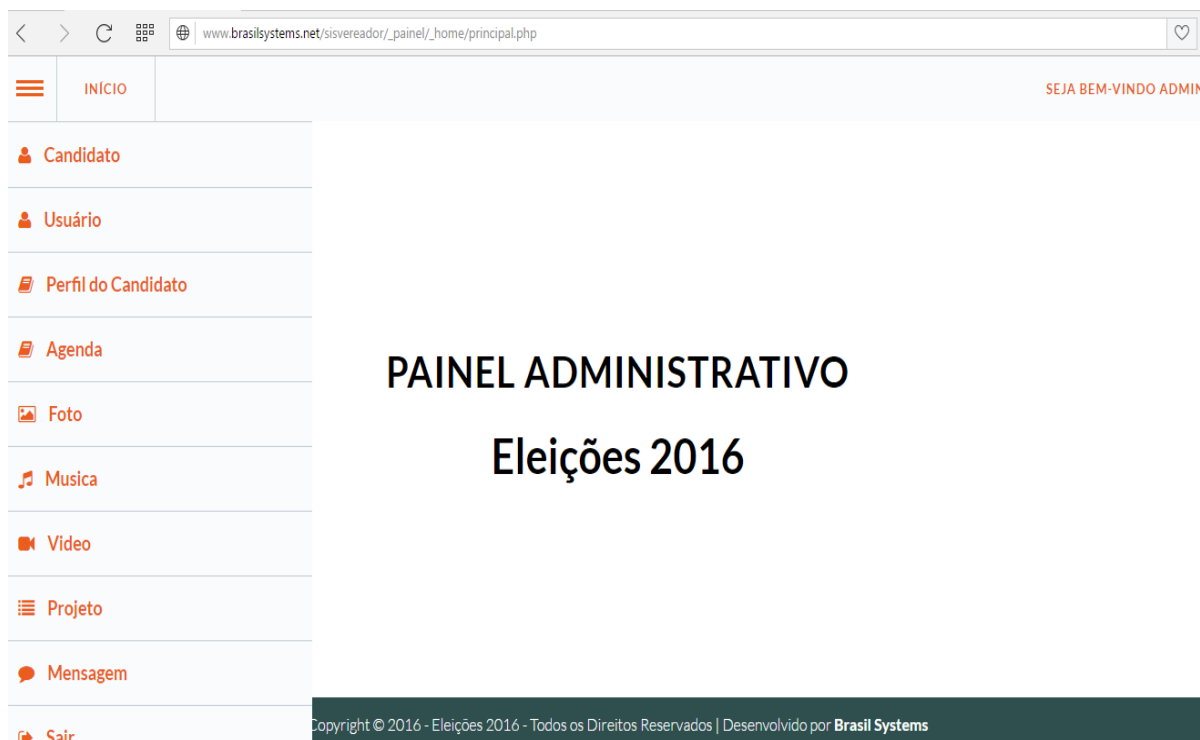 www.brasilsystems.net/sisvereador/_painel/_home/principal.php
INÍCIO
SEJA BEM-VINDO ADMIN
Candidato
Usuário
Perfil do Candidato
Agenda
Foto
Musica
Video
Projeto
Mensagem
Sair
PAINEL ADMINISTRATIVO
Eleições 2016
Copyright © 2016 - Eleições 2016 - Todos os Direitos Reservados | Desenvolvido por Brasil Systems